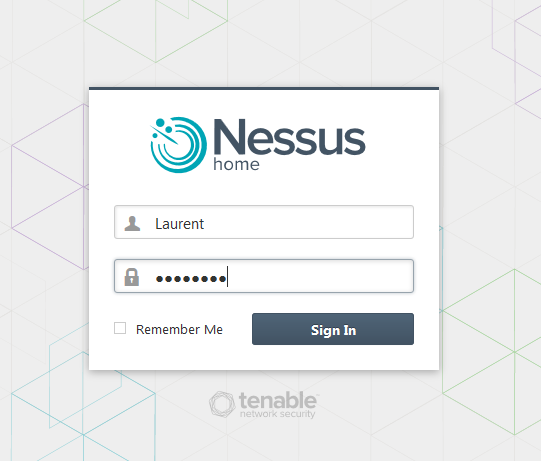 Nessus
home
Laurent
••••••••
Remember Me
Sign In
tenable
network security